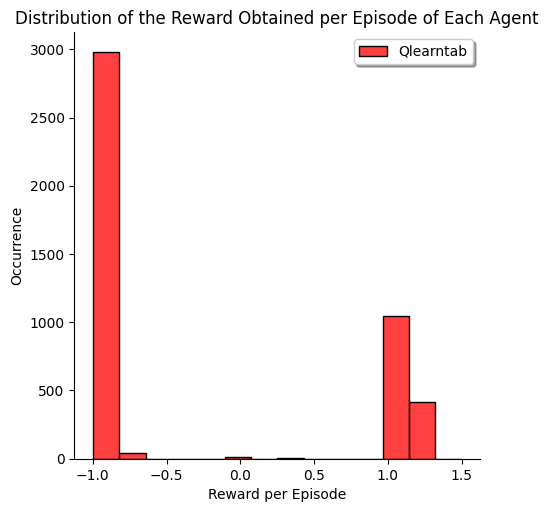 Distribution of the Reward Obtained per Episode of Each Agent
Qlearntab
3000
2500
2000
1500
1000
500
0
Occurrence
−1.0 −0.5 0.0 0.5 1.0 1.5
Reward per Episode